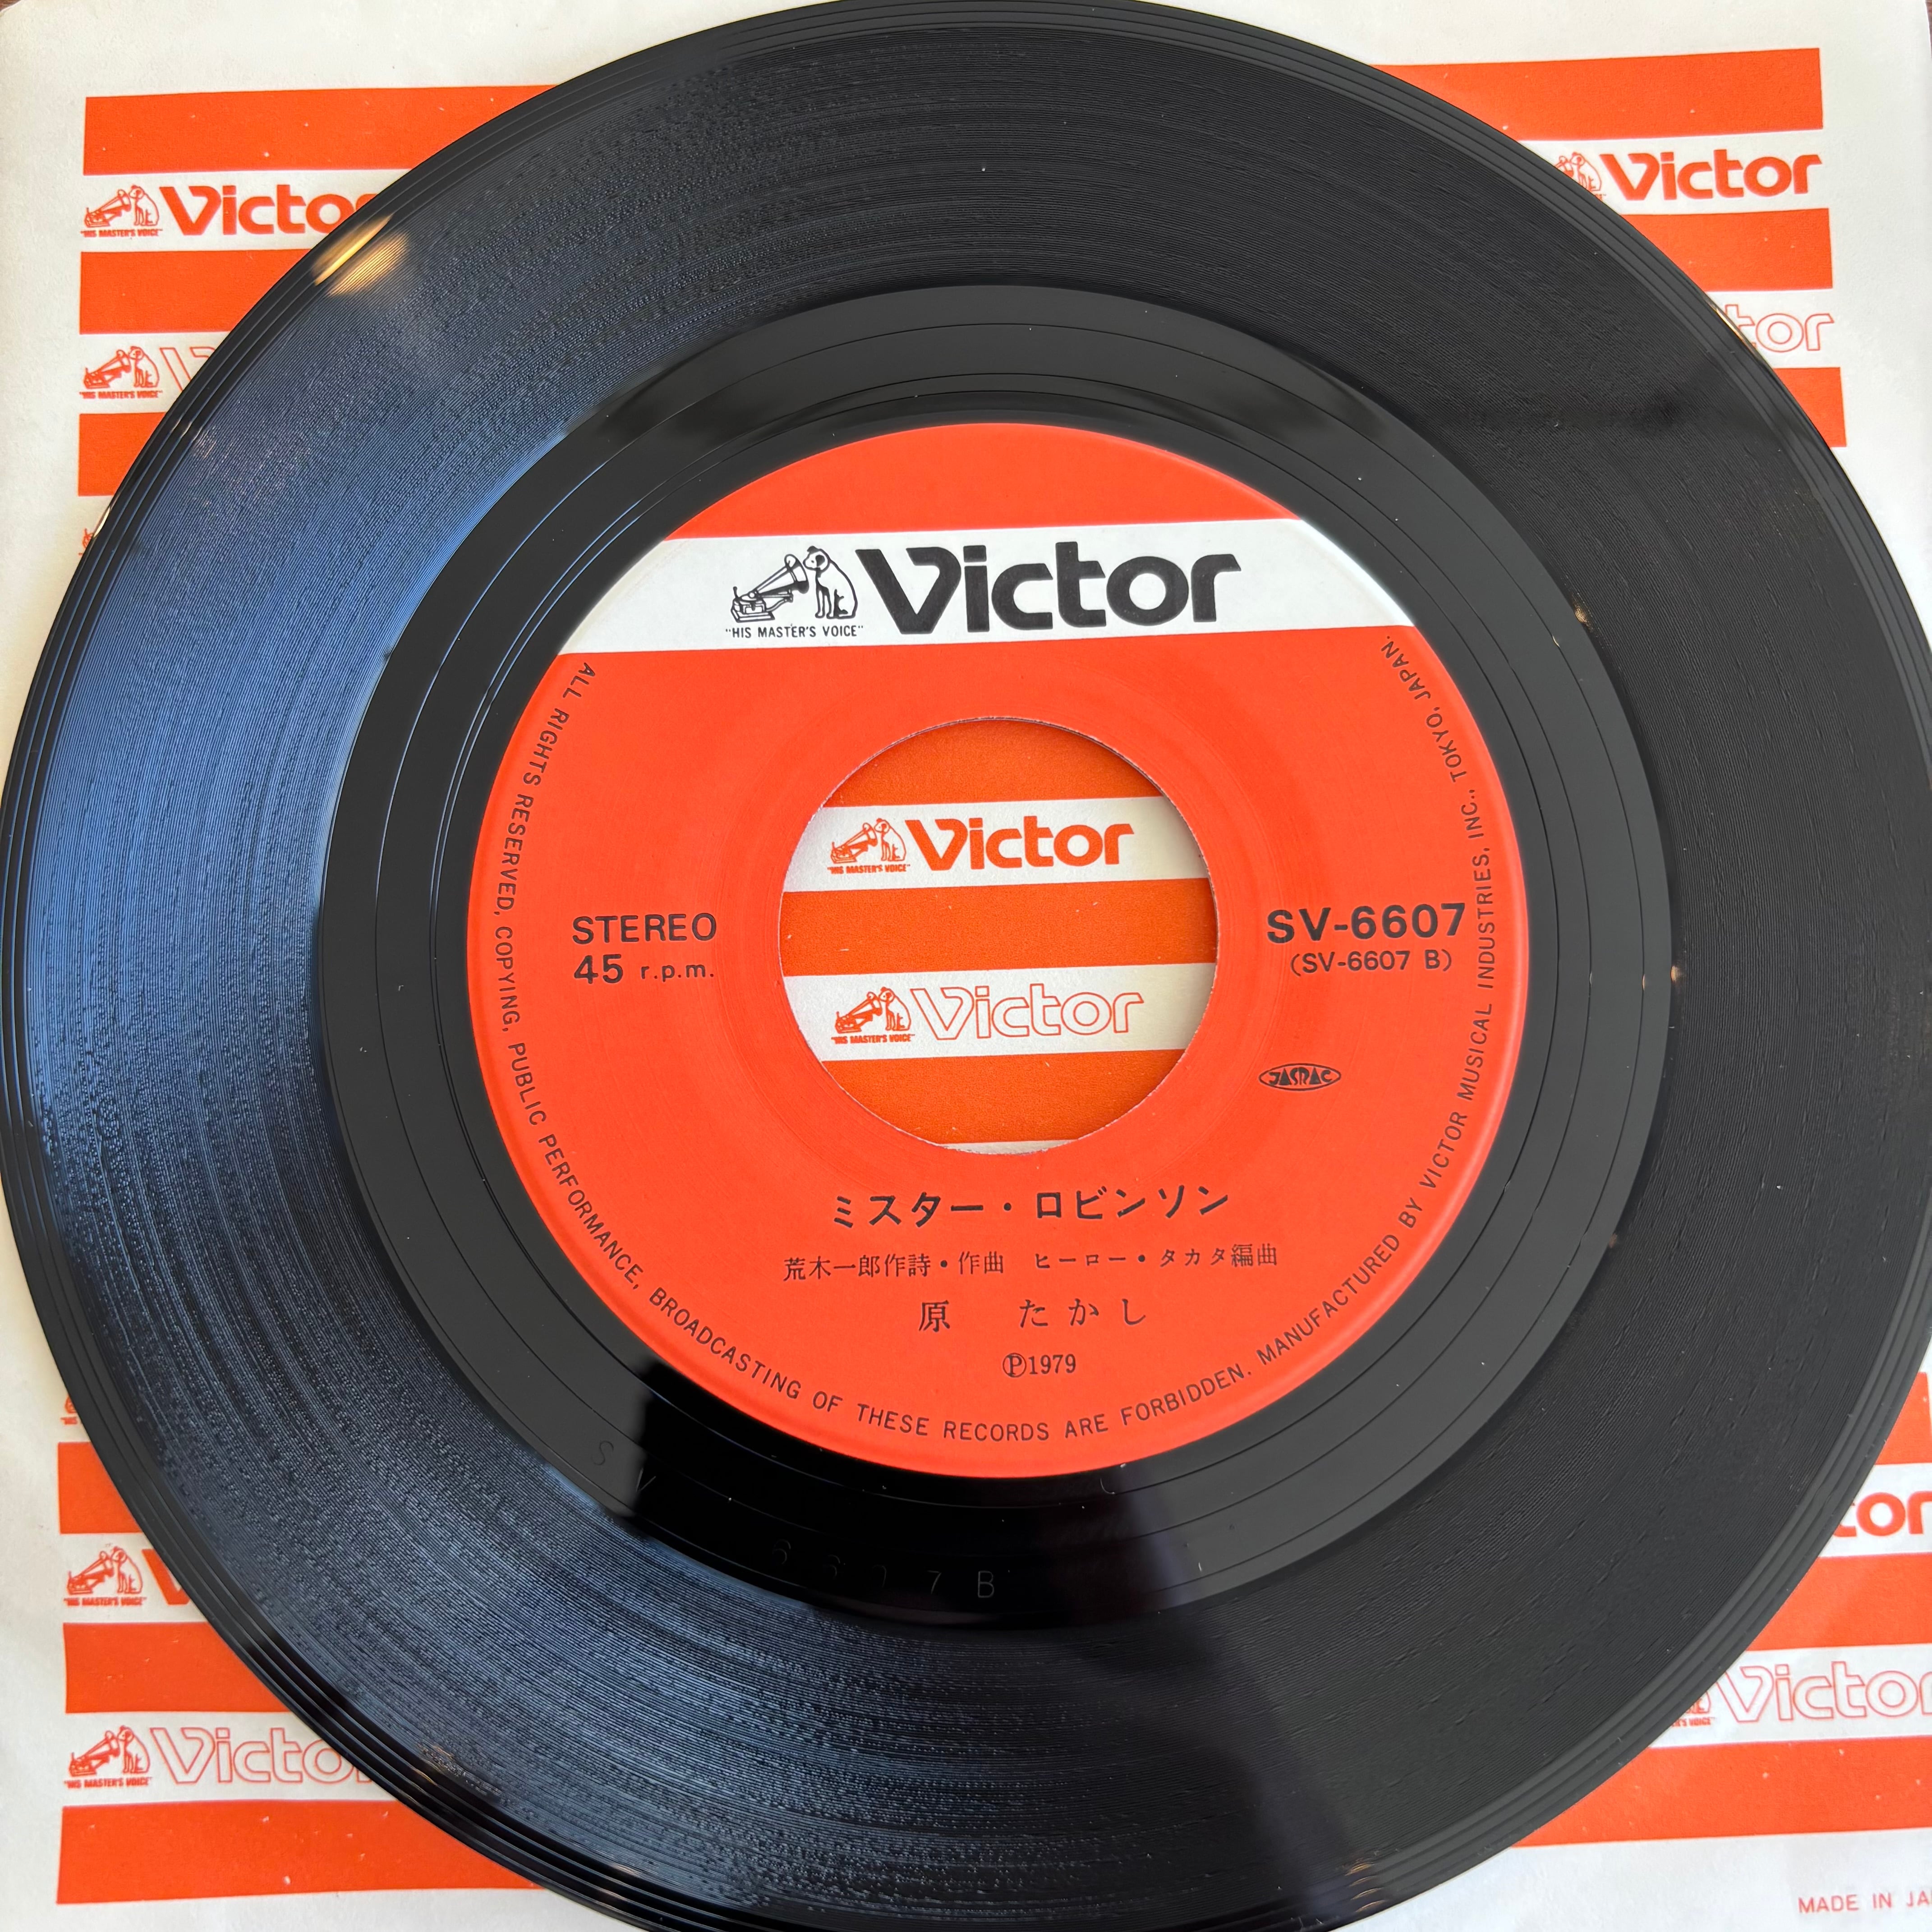 Victor
"HIS MASTER'S VOICE"
Victor
"HIS MASTER'S VOICE"
Victor
"HIS MASTER'S VOICE"
ALL RIGHTS RESERVED, COPYING, PUBLIC PERFORMANCE, BROADCASTING OF THESE RECORDS ARE FORBIDDEN. MANUFACTURED BY VICTOR MUSICAL INDUSTRIES, INC., TOKYO, JAPAN.
Victor
"HIS MASTER'S VOICE"
STEREO
45 r.p.m.
SV-6607
(SV-6607 B)
Victor
"HIS MASTER'S VOICE"
JASRAC
ミスター・ロビンソン
荒木一郎作詩・作曲 ヒーロー・タカタ編曲
原 たかし
Ⓟ1979
Victor
"HIS MASTER'S VOICE"
Victor
MADE IN JA